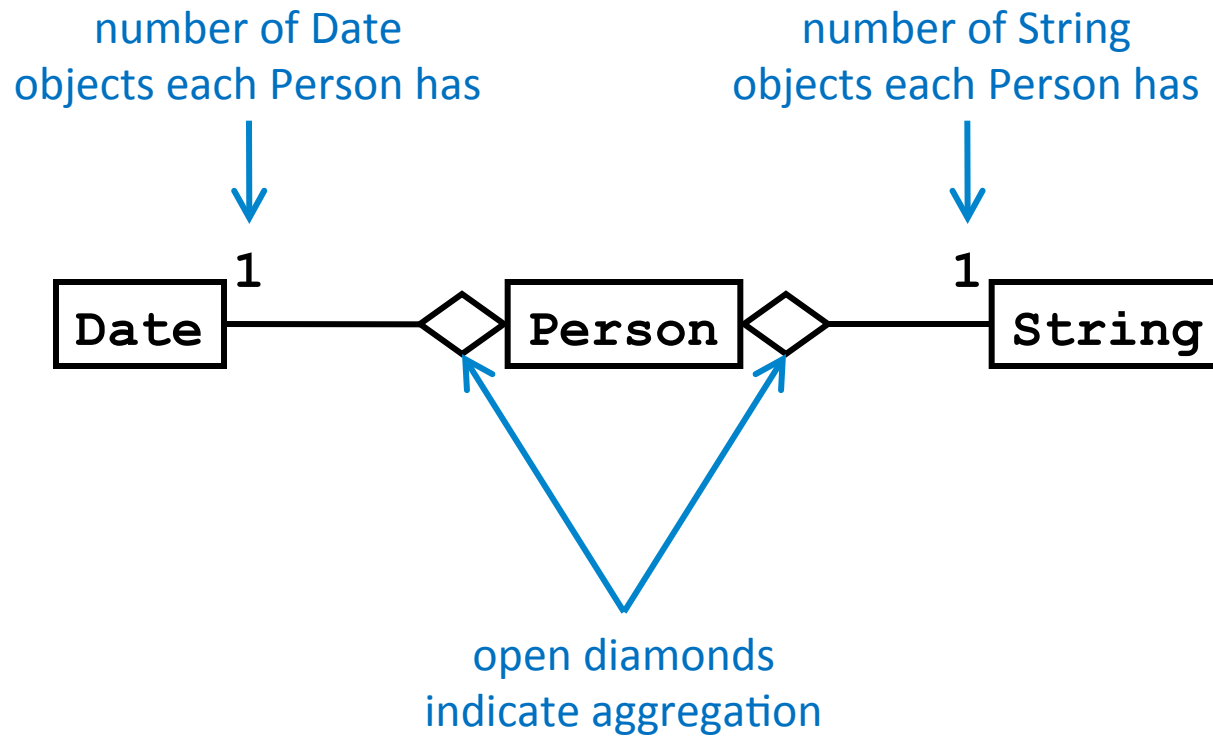 number of Date
objects each Person has
number of String
objects each Person has
1
1
Date
Person
String
open diamonds
indicate aggregation